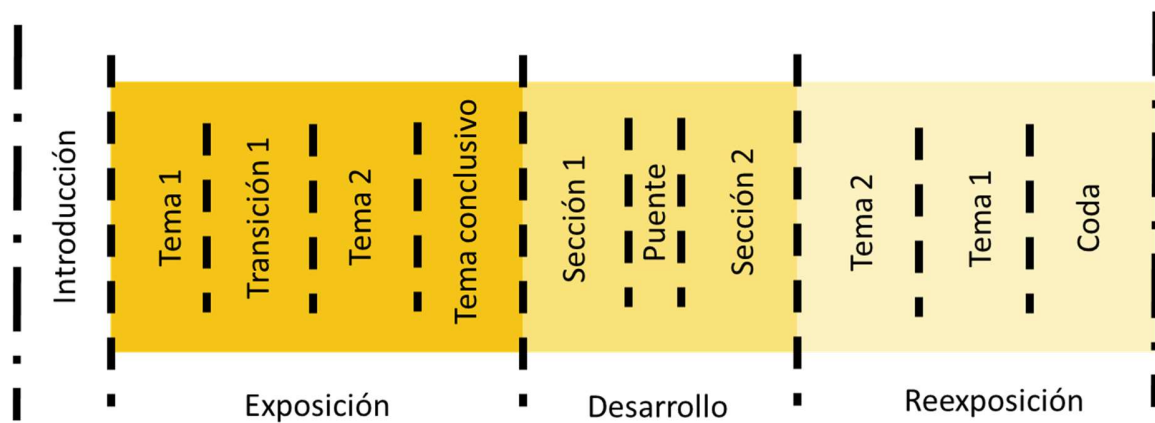 Introducción
Tema 1
Transición 1
Tema 2
Tema conclusivo
Sección 1
Puente
Sección 2
Tema 2
Tema 1
Coda
Exposición
Desarrollo
Reexposición